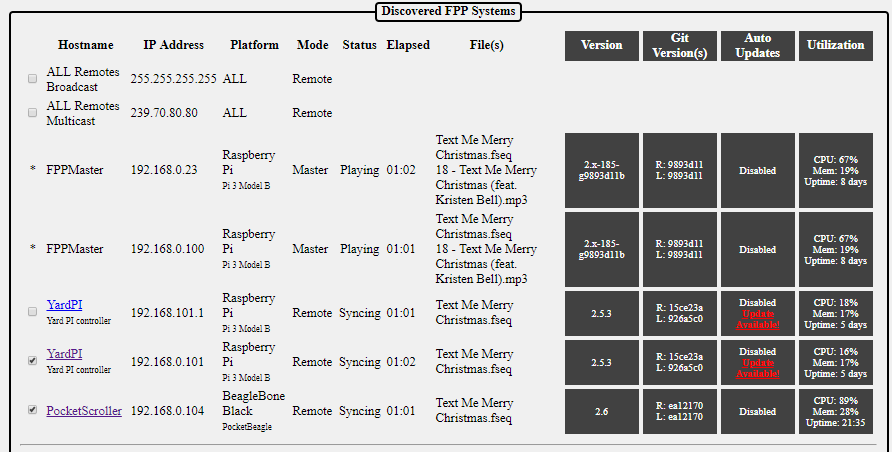 Discovered FPP Systems
Hostname IP Address Platform Mode Status Elapsed File(s) Version Git Version(s) Auto Updates Utilization
ALL Remotes Broadcast 255.255.255.255 ALL Remote
ALL Remotes Multicast 239.70.80.80 ALL Remote
* FPPMaster 192.168.0.23 Raspberry Pi Pi 3 Model B Master Playing 01:02 Text Me Merry Christmas.fseq 18 - Text Me Merry Christmas (feat. Kristen Bell).mp3 2.x-185-g9893d11b R: 9893d11 L: 9893d11 Disabled CPU: 67% Mem: 19% Uptime: 8 days
* FPPMaster 192.168.0.100 Raspberry Pi Pi 3 Model B Master Playing 01:01 Text Me Merry Christmas.fseq 18 - Text Me Merry Christmas (feat. Kristen Bell).mp3 2.x-185-g9893d11b R: 9893d11 L: 9893d11 Disabled CPU: 67% Mem: 19% Uptime: 8 days
YardPI Yard PI controller 192.168.101.1 Raspberry Pi Pi 3 Model B Remote Syncing 01:01 Text Me Merry Christmas.fseq 2.5.3 R: 15ce23a L: 926a5c0 Disabled Update Available! CPU: 18% Mem: 17% Uptime: 5 days
YardPI Yard PI controller 192.168.0.101 Raspberry Pi Pi 3 Model B Remote Syncing 01:02 Text Me Merry Christmas.fseq 2.5.3 R: 15ce23a L: 926a5c0 Disabled Update Available! CPU: 16% Mem: 17% Uptime: 5 days
PocketScroller 192.168.0.104 BeagleBone Black PocketBeagle Remote Syncing 01:01 Text Me Merry Christmas.fseq 2.6 R: ea12170 L: ea12170 Disabled CPU: 89% Mem: 28% Uptime: 21:35